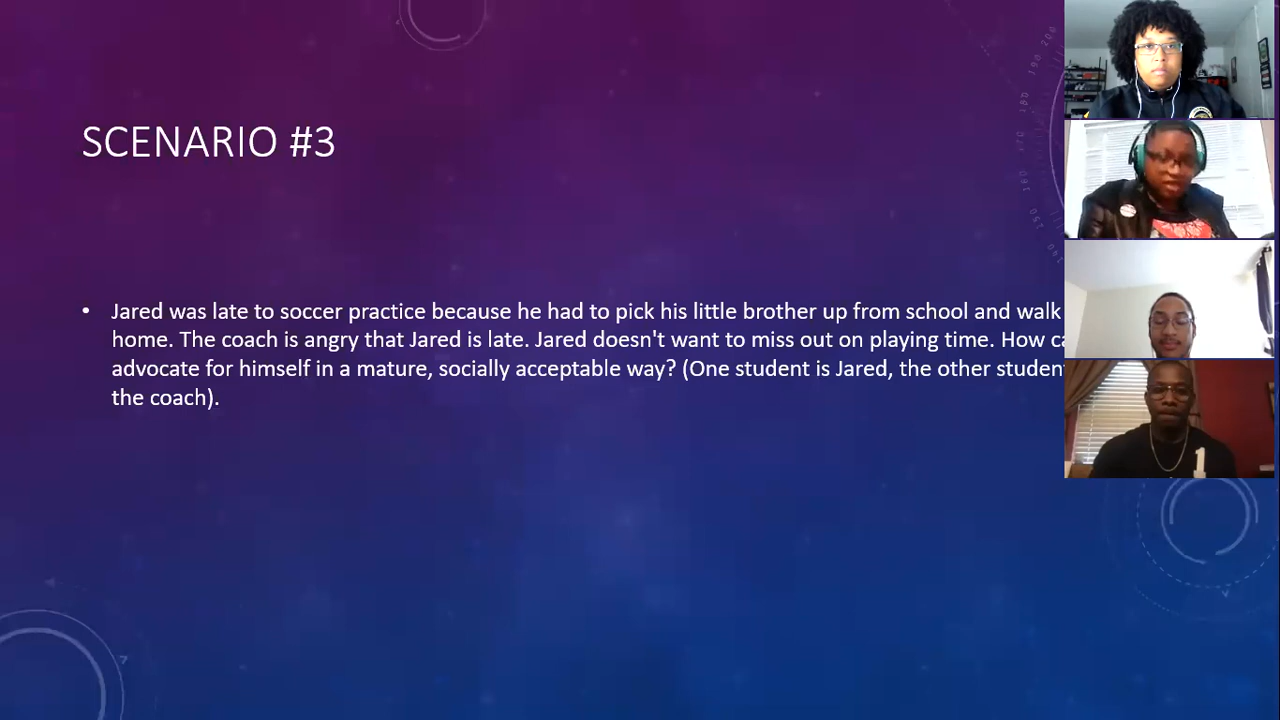 SCENARIO #3
• Jared was late to soccer practice because he had to pick his little brother up from school and walk
home. The coach is angry that Jared is late. Jared doesn't want to miss out on playing time. How
advocate for himself in a mature, socially acceptable way? (One student is Jared, the other
the coach).